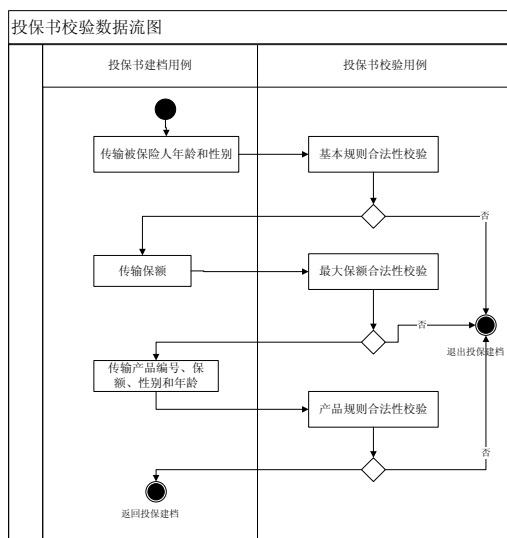 投保书校验数据流图
投保书建档用例
投保书校验用例
传输被保险人年龄和性别
基本规则合法性校验
否
传输保额
最大保额合法性校验
否
退出投保建档
传输产品编号、保
额、性别和年龄
产品规则合法性校验
否
返回投保建档